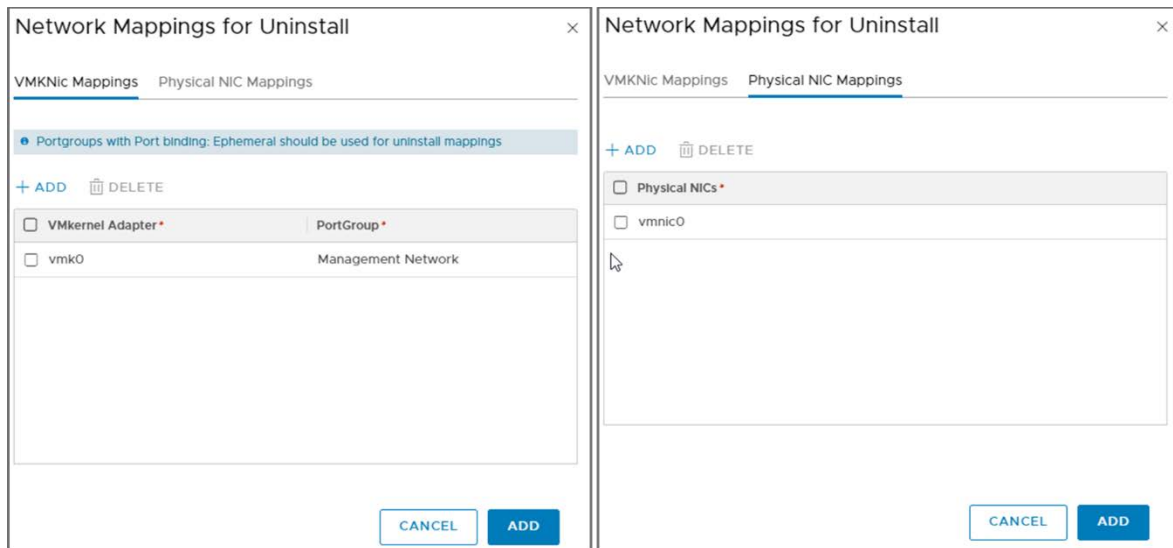 Network Mappings for Uninstall
VMKNic Mappings Physical NIC Mappings
Portgroups with Port binding: Ephemeral should be used for uninstall mappings
+ ADD DELETE
VMkernel Adapter* PortGroup*
vmk0 Management Network
CANCEL ADD
Network Mappings for Uninstall
VMKNic Mappings Physical NIC Mappings
+ ADD DELETE
Physical NICs*
vmnic0
CANCEL ADD